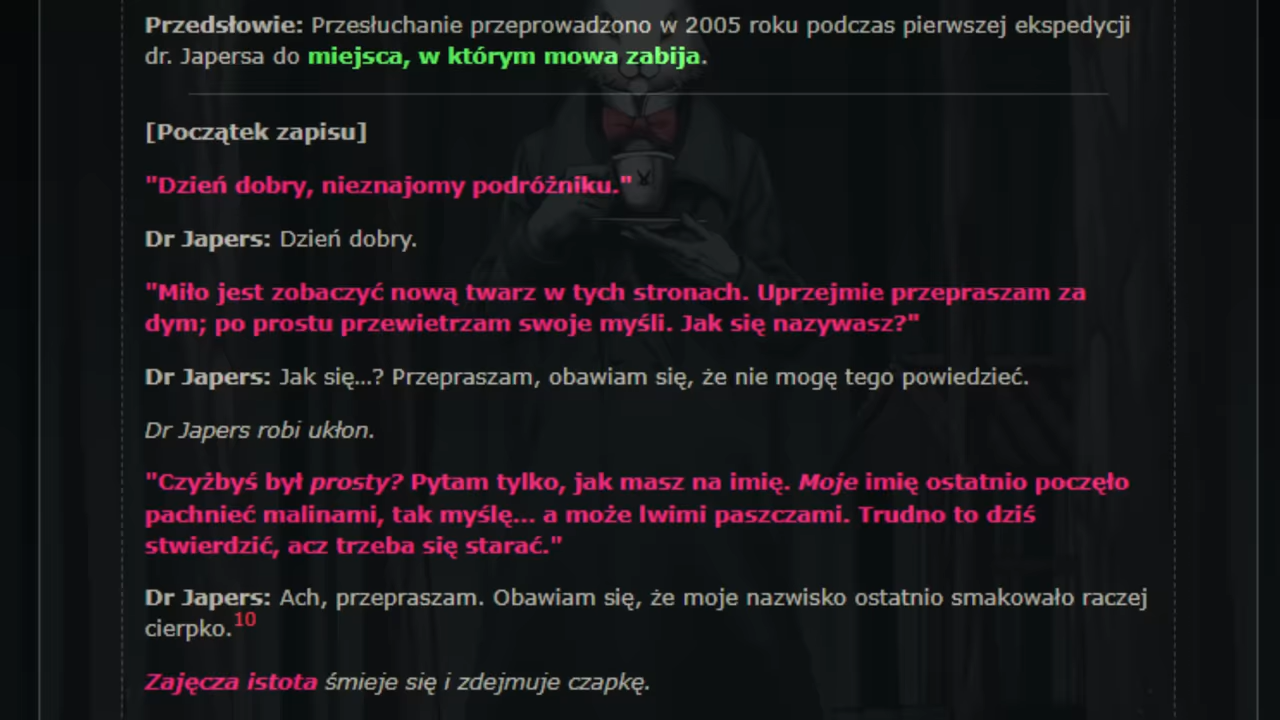 Przedsłowie: Przesłuchanie przeprowadzono w 2005 roku podczas pierwszej ekspedycji
dr. Japersa do miejsca, w którym mowa zabija.
[Początek zapisu]
"Dzień dobry, nieznajomy podróżniku."
Dr Japers: Dzień dobry.
"Miło jest zobaczyć nową twarz w tych stronach. Uprzejmie przepraszam za
dym; po prostu przewietrzam swoje myśli. Jak się nazywasz?"
Dr Japers: Jak się...? Przepraszam, obawiam się, że nie mogę tego powiedzieć.
Dr Japers robi ukłon.
"Czyżbyś był prosty? Pytam tylko, jak masz na imię. Moje imię ostatnio poczęło
pachnieć malinami, tak myślę... a może lwimi paszczami. Trudno to dziś
stwierdzić, acz trzeba się starać."
Dr Japers: Ach, przepraszam. Obawiam się, że moje nazwisko ostatnio smakowało raczej
cierpko.10
Zajęcza istota śmieje się i zdejmuje czapkę.